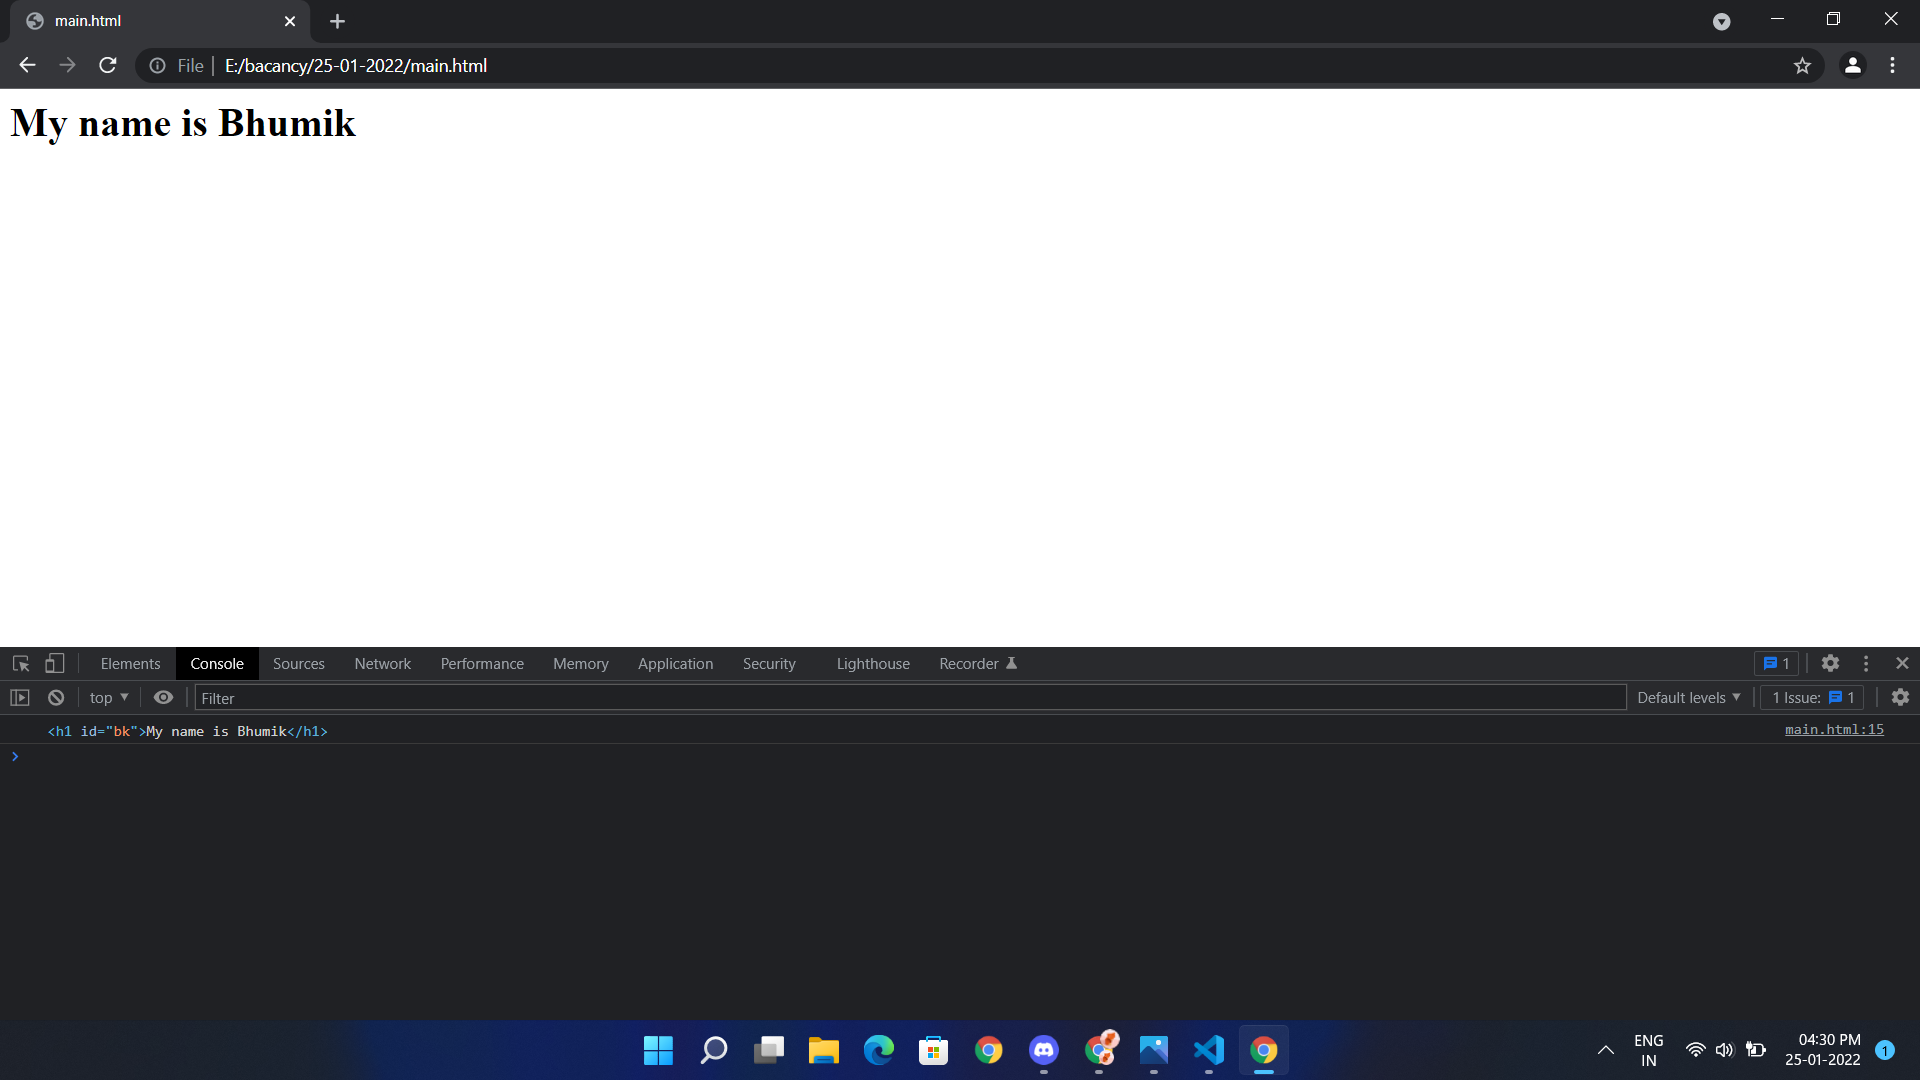 main.html
File
E:/bacancy/25-01-2022/main.html
My name is Bhumik
Elements Console Sources Network Performance Memory Application Security Lighthouse Recorder 1
top Filter Default levels 1 Issue: 1
<h1 id="bk">My name is Bhumik</h1> main.html:15
ENG
IN
04:30 PM
25-01-2022
1